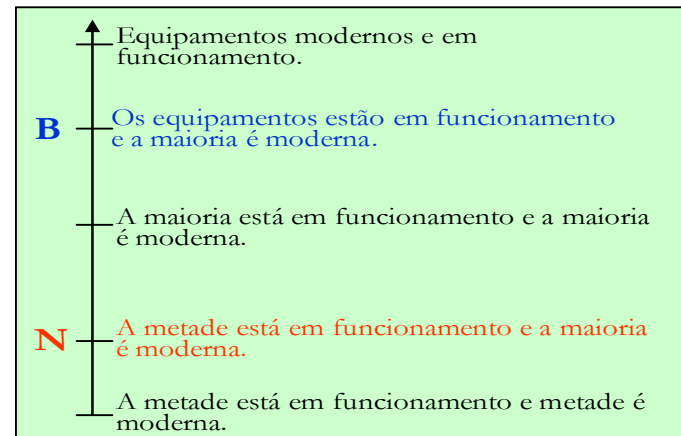 Equipamentos modernos e em
funcionamento.
B
Os equipamentos estão em funcionamento
e a maioria é moderna.
A maioria está em funcionamento e a maioria
é moderna.
N
A metade está em funcionamento e a maioria
é moderna.
A metade está em funcionamento e metade é
moderna.